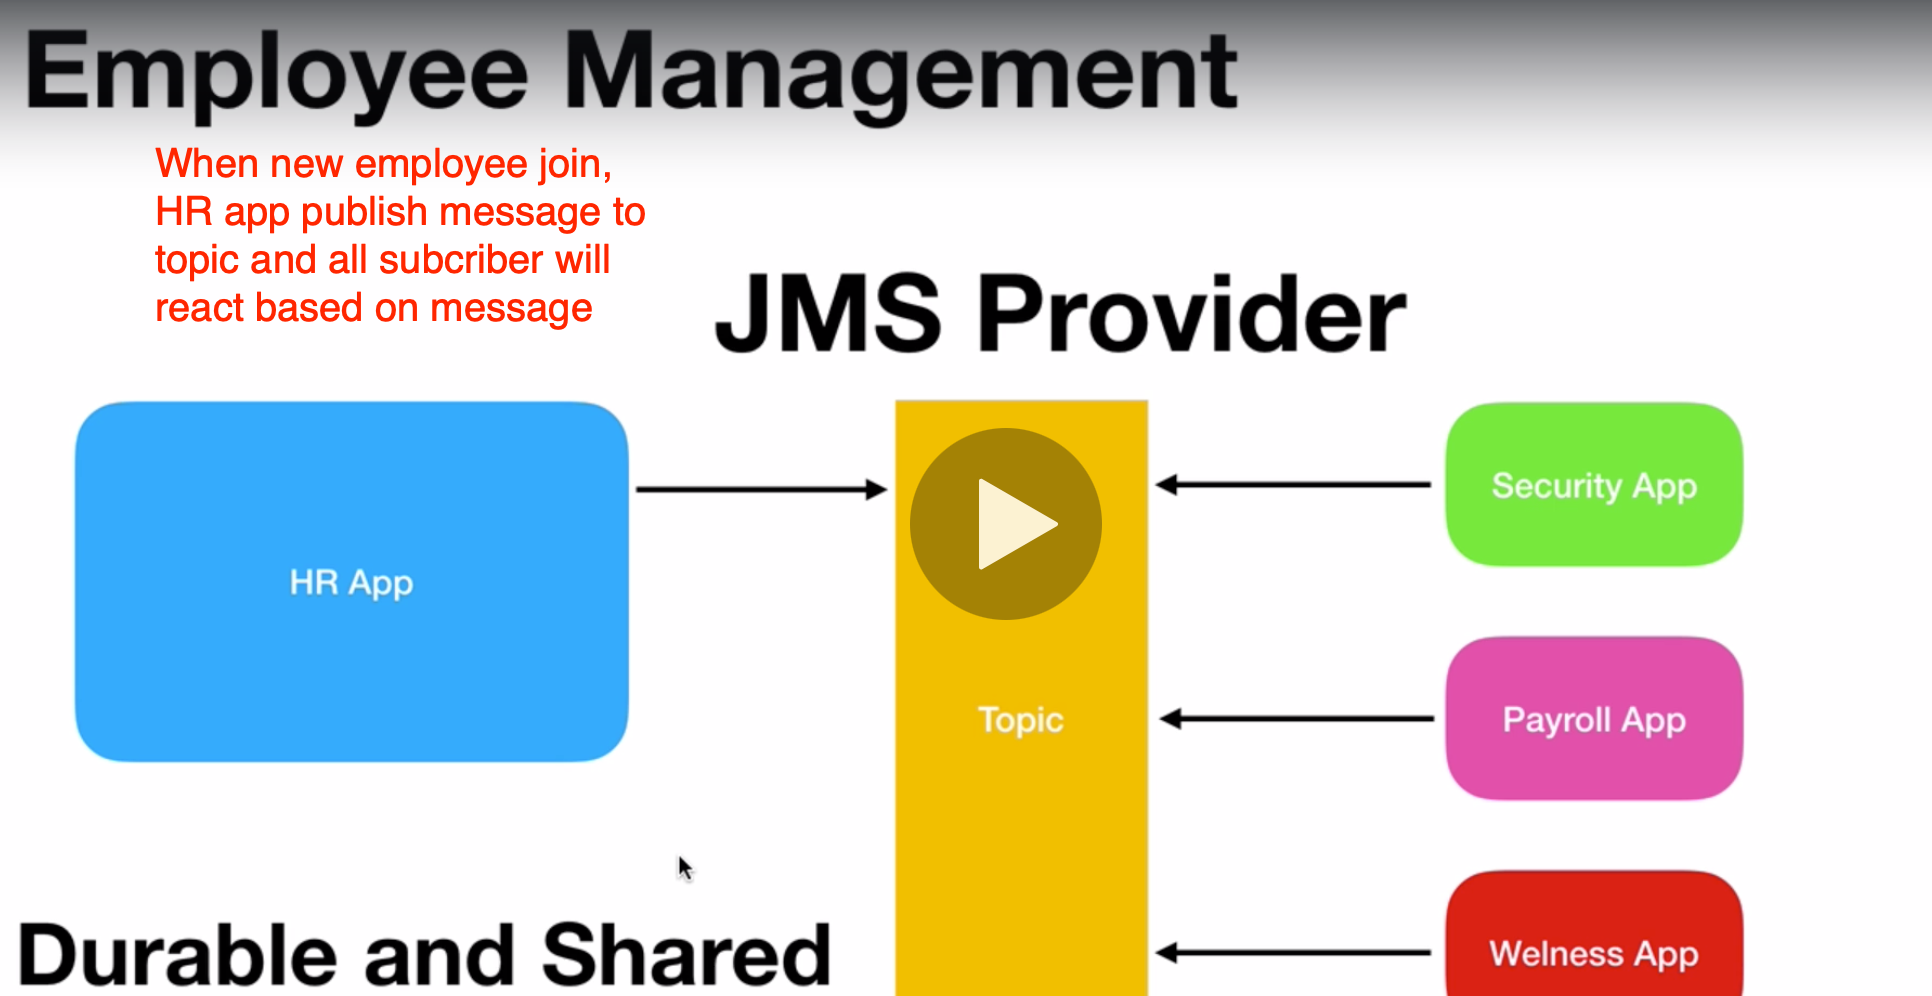 Employee Management
When new employee join,
HR app publish message to
topic and all subcriber will
react based on message
JMS Provider
HR App
Topic
Security App
Payroll App
Welness App
Durable and Shared